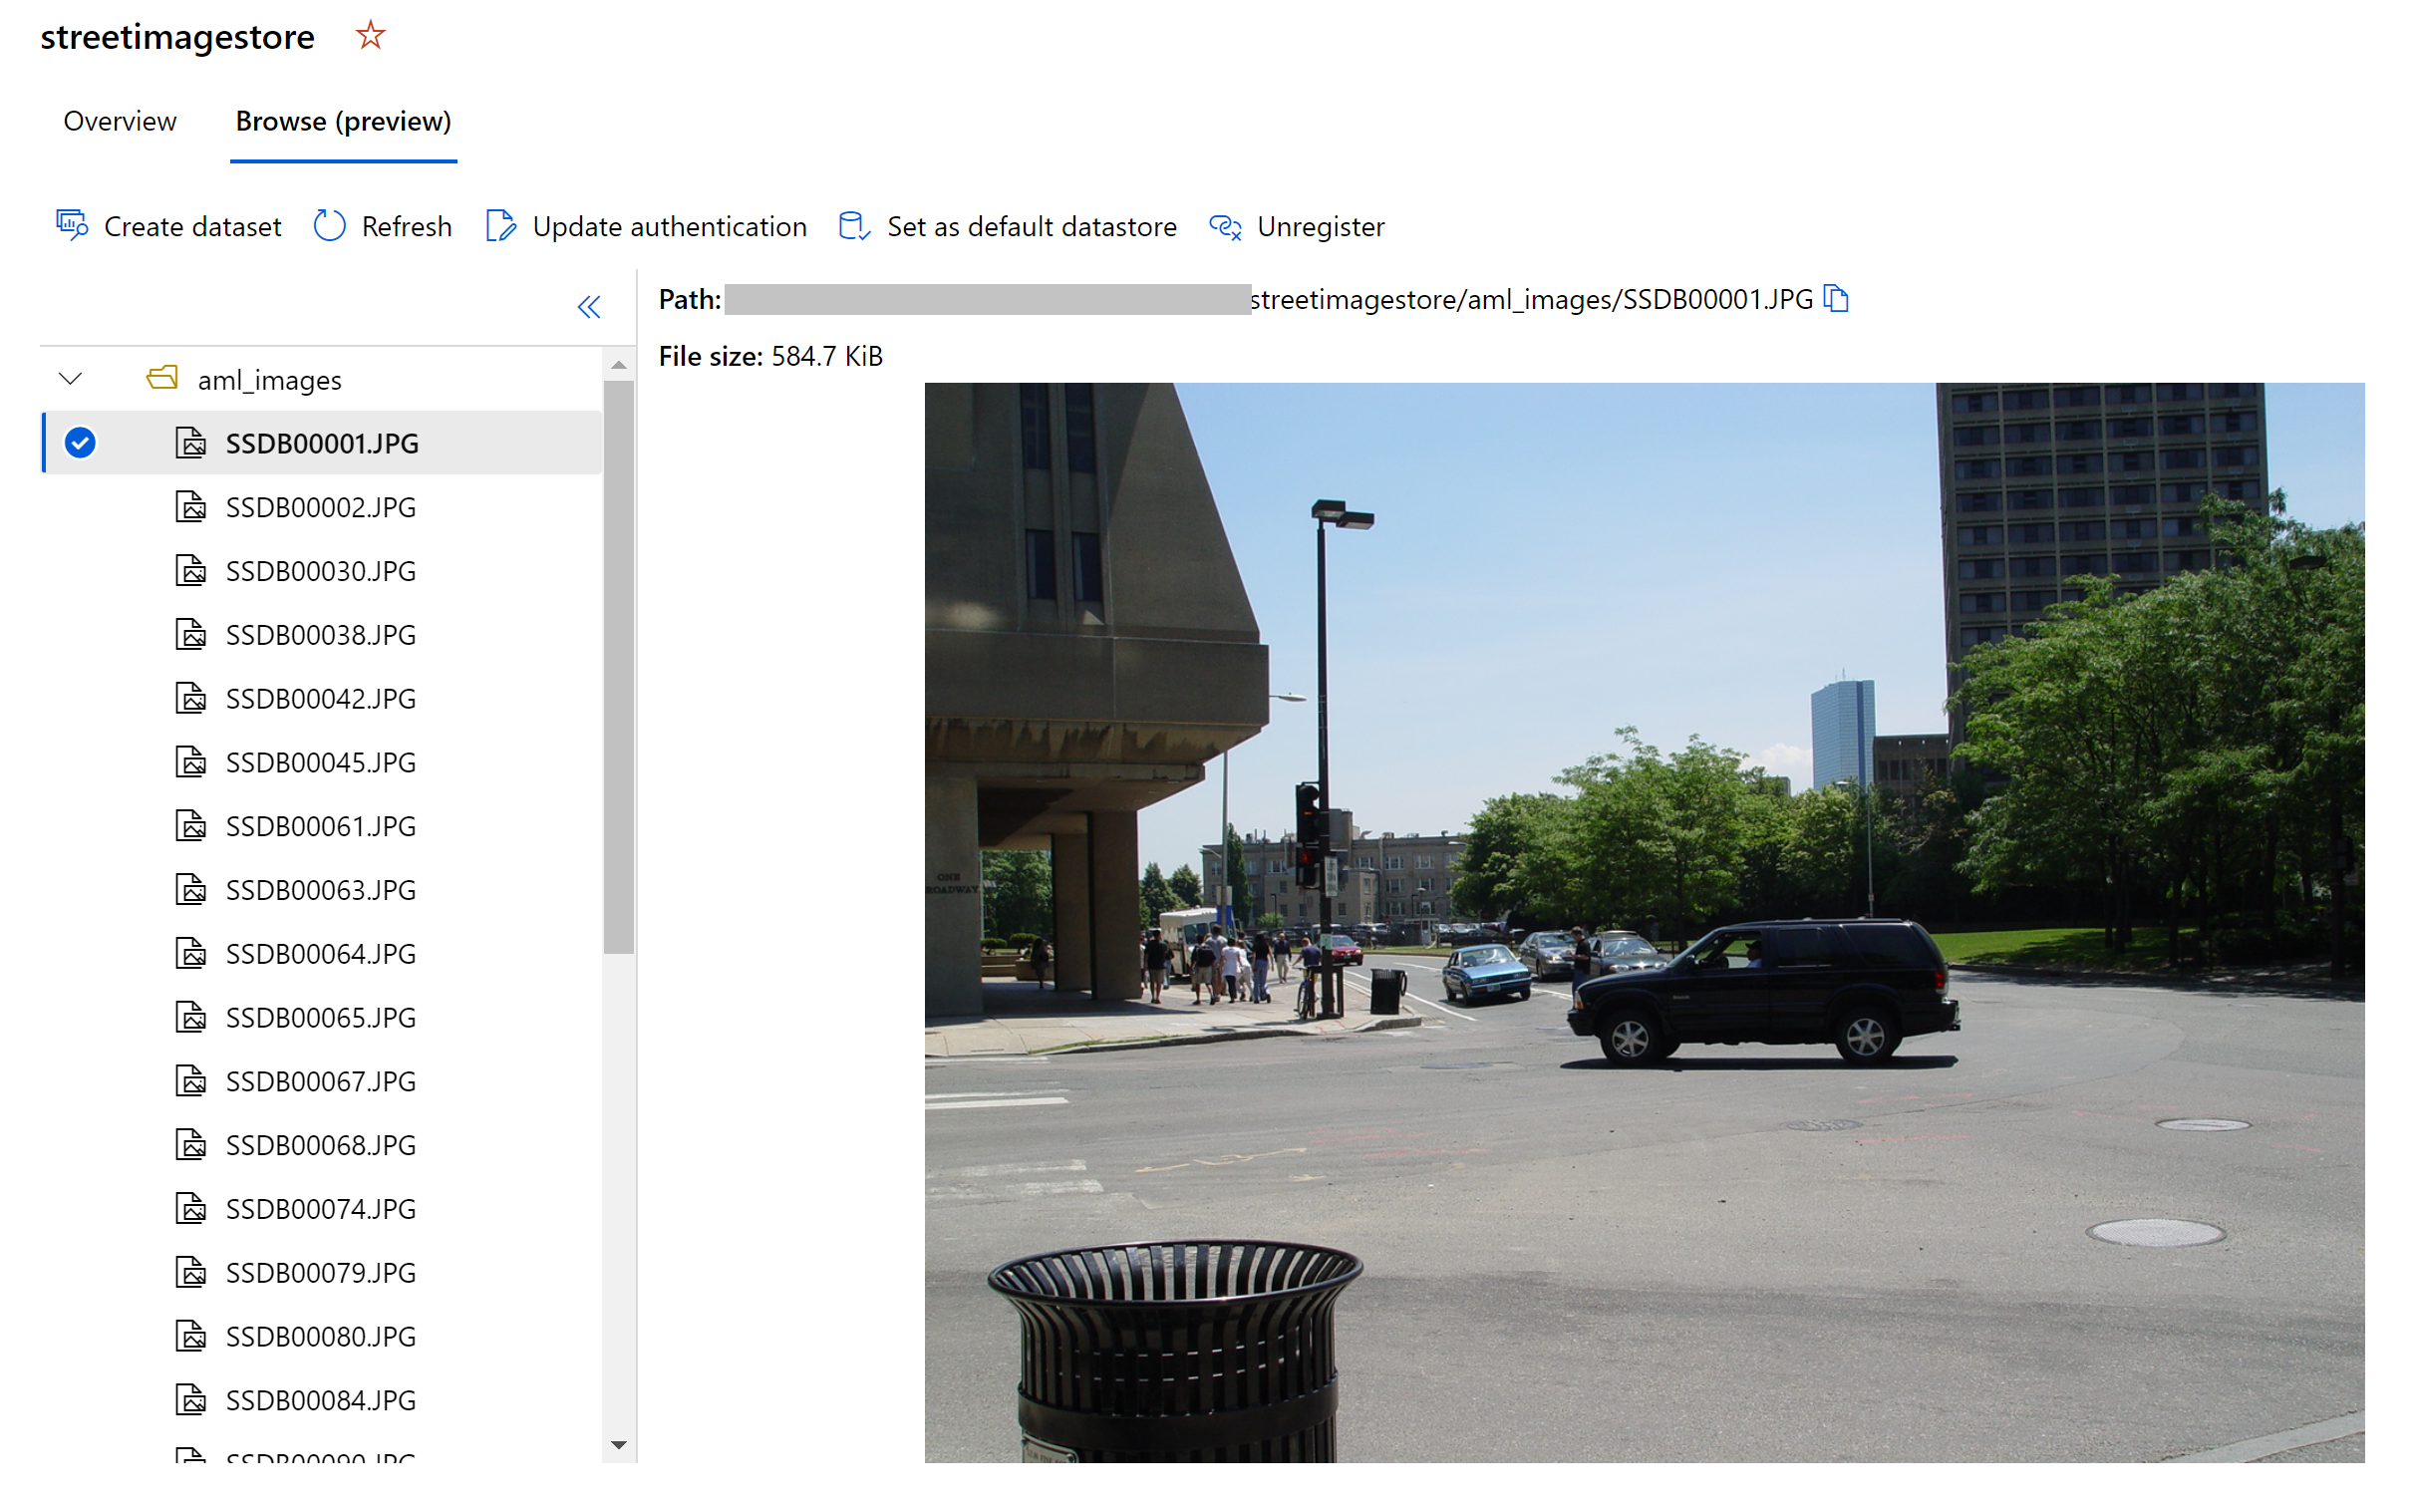 streetimagestore
Overview Browse (preview)
Create dataset Refresh Update authentication Set as default datastore Unregister
Path: streetimagestore/aml_images/SSDB00001.JPG
File size: 584.7 KiB
aml_images
SSDB00001.JPG
SSDB00002.JPG
SSDB00030.JPG
SSDB00038.JPG
SSDB00042.JPG
SSDB00045.JPG
SSDB00061.JPG
SSDB00063.JPG
SSDB00064.JPG
SSDB00065.JPG
SSDB00067.JPG
SSDB00068.JPG
SSDB00074.JPG
SSDB00079.JPG
SSDB00080.JPG
SSDB00084.JPG
ONE
ROADWAY